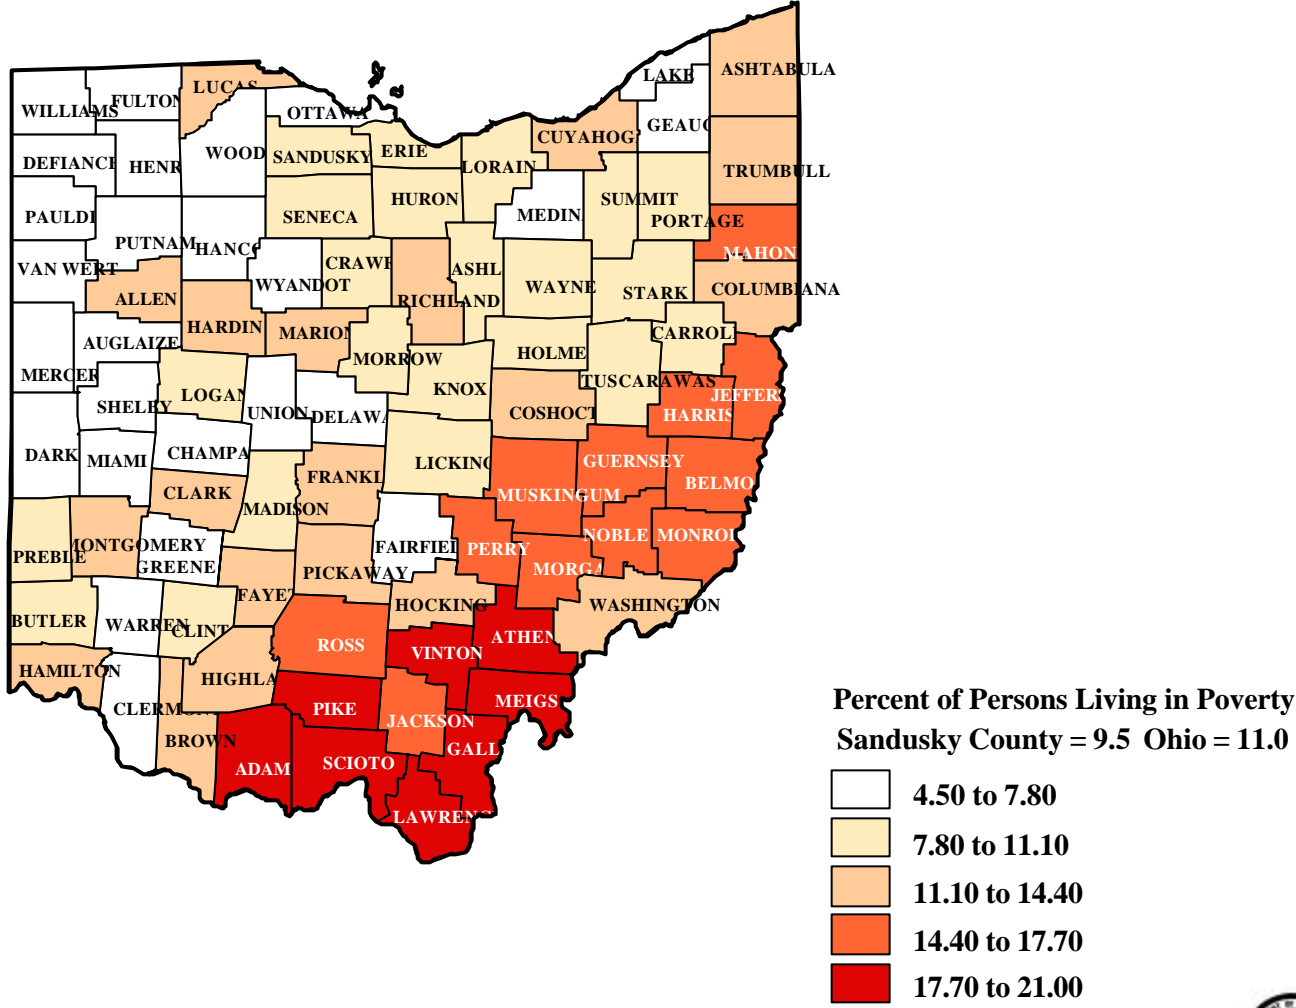 LAKE
ASHTABULA
LUCAS
FULTON
WILLIAMS
OTTAWA
GEAUG
CUYAHOG
WOOD
SANDUSKY
ERIE
LORAIN
DEFIANCE
HENR
TRUMBULL
HURON
SUMMIT
PORTAGE
PAULDI
SENECA
MEDIN
PUTNAM
HANCO
MAHON
VAN WERT
CRAWF
ASHL
WYANDOT
WAYNE
STARK
COLUMBIANA
ALLEN
RICHLAND
HARDIN
MARION
CARROL
AUGLAIZE
MORROW
HOLME
MERCER
TUSCARAWAS
KNOX
LOGAN
JEFFERS
SHELBY
UNION
DELAWA
COSHOCT
HARRIS
DARK
MIAMI
CHAMPA
LICKING
GUERNSEY
FRANKL
BELMO
CLARK
MUSKINGUM
MADISON
NOBLE
MONROE
MONTGOMERY
PREBLE
GREENE
FAIRFIEL
PERRY
MORGA
PICKAWAY
FAYET
HOCKING
WASHINGTON
BUTLER
WARREN
CLINT
ATHEN
ROSS
VINTON
HAMILTON
HIGHLA
CLERMON
PIKE
MEIGS
JACKSON
BROWN
GALL
ADAM
SCIOTO
LAWRENC
Percent of Persons Living in Poverty
Sandusky County = 9.5 Ohio = 11.0
4.50 to 7.80
7.80 to 11.10
11.10 to 14.40
14.40 to 17.70
17.70 to 21.00